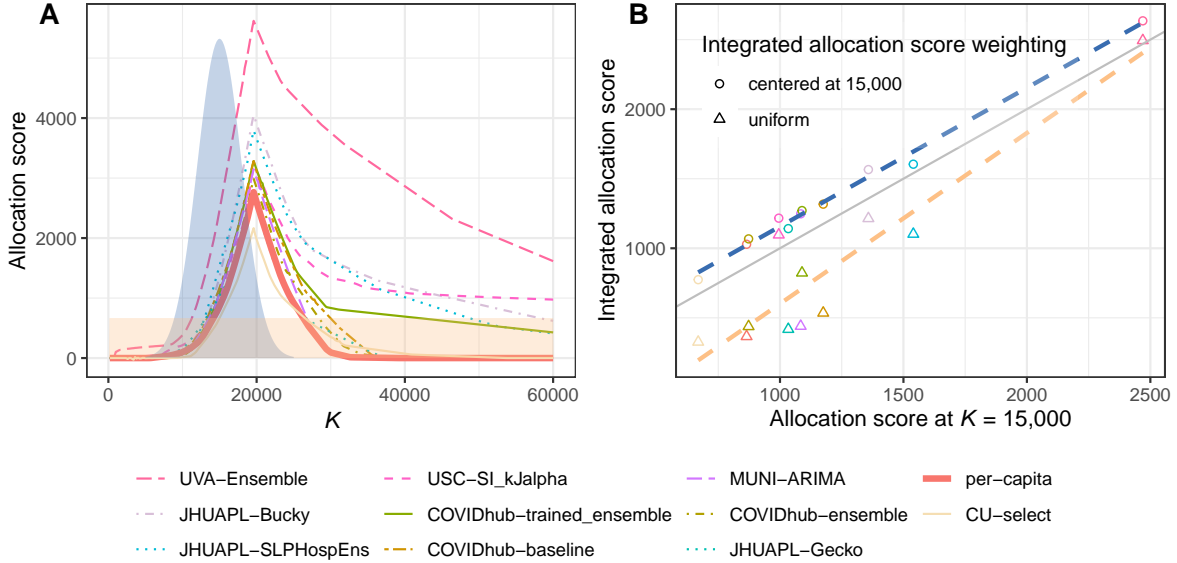 A
Allocation score
4000
2000
0
0
20000
40000
60000
K
B
Integrated allocation score
2000
1000
Integrated allocation score weighting
centered at 15,000
uniform
1000
1500
2000
2500
Allocation score at K = 15,000
UVA−Ensemble
USC−SI_kJalpha
MUNI−ARIMA
per−capita
JHUAPL−Bucky
COVIDhub−trained_ensemble
COVIDhub−ensemble
CU−select
JHUAPL−SLPHospEns
COVIDhub−baseline
JHUAPL−Gecko